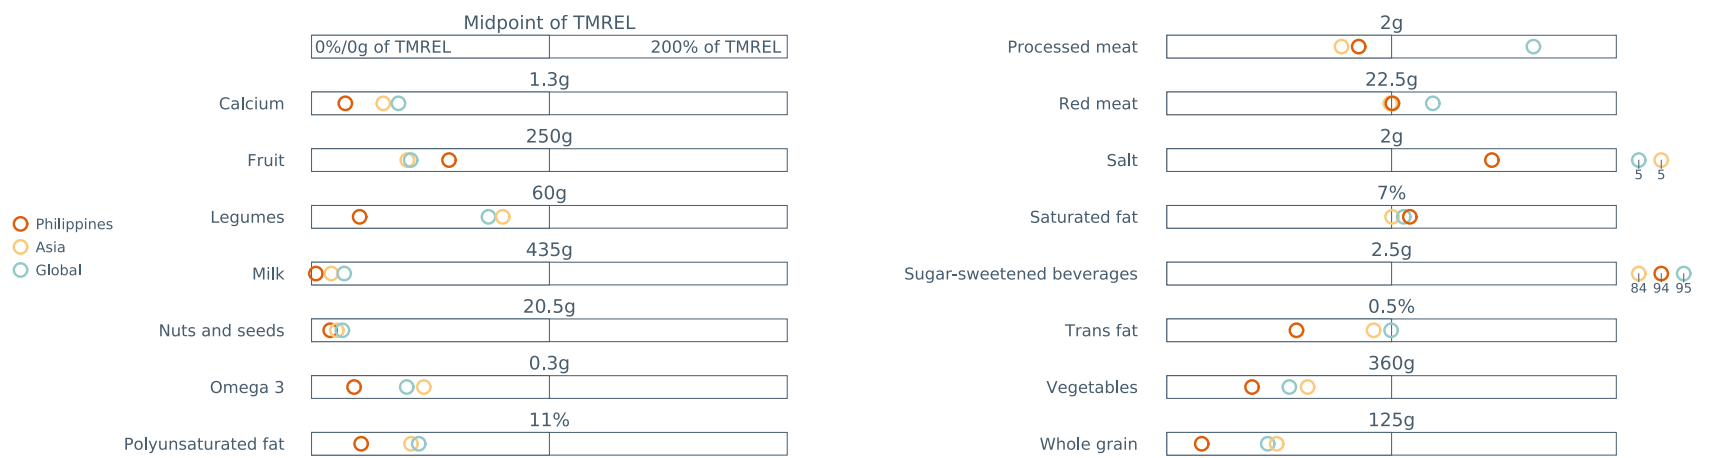 Midpoint of TMREL
0%/0g of TMREL 200% of TMREL
1.3g
Calcium
250g
Fruit
60g
Legumes
435g
Milk
20.5g
Nuts and seeds
0.3g
Omega 3
11%
Polyunsaturated fat
Philippines
Asia
Global
2g
Processed meat
22.5g
Red meat
2g
Salt
5 5
7%
Saturated fat
2.5g
Sugar-sweetened beverages
84 94 95
0.5%
Trans fat
360g
Vegetables
125g
Whole grain